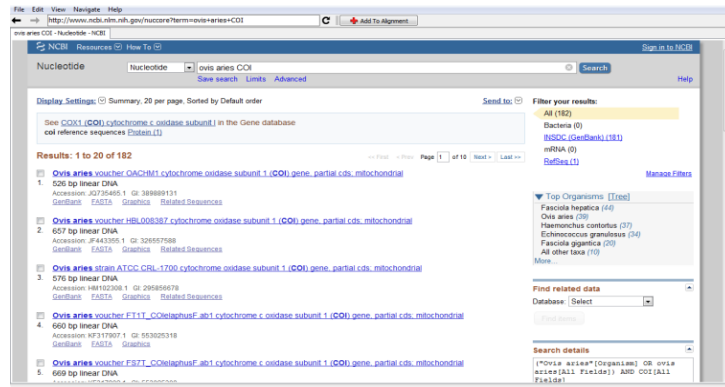 File Edit View Navigate Help
http://www.ncbi.nlm.nih.gov/nuccore?term=ovis+aries+COI C Add To Alignment
ovis aries COI - Nucleotide - NCBI
NCBI Resources How To Sign in to NCBI
Nucleotide Nucleotide ovis aries COI Search
Save search Limits Advanced Help
Display Settings: Summary, 20 per page, Sorted by Default order Send to:
See COX1 (COI) cytochrome c oxidase subunit I in the Gene database
coi reference sequences Protein (1)
Results: 1 to 20 of 182
<< First < Prev Page 1 of 10 Next > Last >>
Ovis aries voucher OACHM1 cytochrome oxidase subunit 1 (COI) gene, partial cds; mitochondrial
1. 526 bp linear DNA
Accession: JQ735465.1 GI: 389889131
GenBank FASTA Graphics Related Sequences
Ovis aries voucher HBL008387 cytochrome oxidase subunit 1 (COI) gene, partial cds; mitochondrial
2. 657 bp linear DNA
Accession: JF443355.1 GI: 326557588
GenBank FASTA Graphics Related Sequences
Ovis aries strain ATCC CRL-1700 cytochrome oxidase subunit 1 (COI) gene, partial cds; mitochondrial
3. 576 bp linear DNA
Accession: HM102308.1 GI: 295856678
GenBank FASTA Graphics Related Sequences
Ovis aries voucher FT1T_COIelaphusF.ab1 cytochrome c oxidase subunit 1 (COI) gene, partial cds; mitochondrial
4. 660 bp linear DNA
Accession: KF317907.1 GI: 553025318
GenBank FASTA Graphics
Ovis aries voucher FS7T_COIelaphusF.ab1 cytochrome c oxidase subunit 1 (COI) gene, partial cds; mitochondrial
5. 669 bp linear DNA
Filter your results:
All (182)
Bacteria (0)
INSDC (GenBank) (181)
mRNA (0)
RefSeq (1)
Manage Filters
Top Organisms [Tree]
Fasciola hepatica (44)
Ovis aries (39)
Haemonchus contortus (37)
Echinococcus granulosus (34)
Fasciola gigantica (20)
All other taxa (10)
More...
Find related data
Database: Select
Find items
Search details
("Ovis aries"[Organism] OR ovis
aries[All Fields]) AND COI[All
Fields]